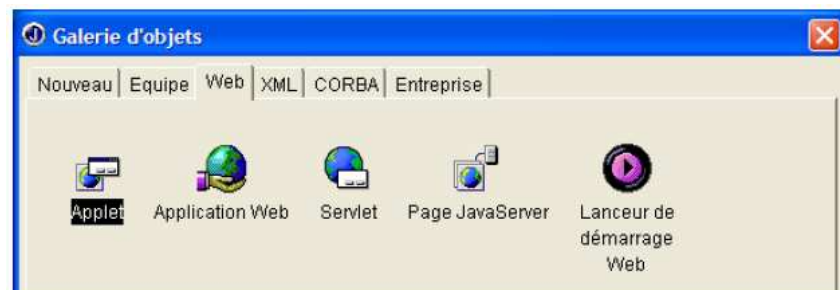 Galerie d'objets
Nouveau Equipe Web XML CORBA Entreprise
Applet Application Web Servlet Page JavaServer Lanceur de
démarrage
Web